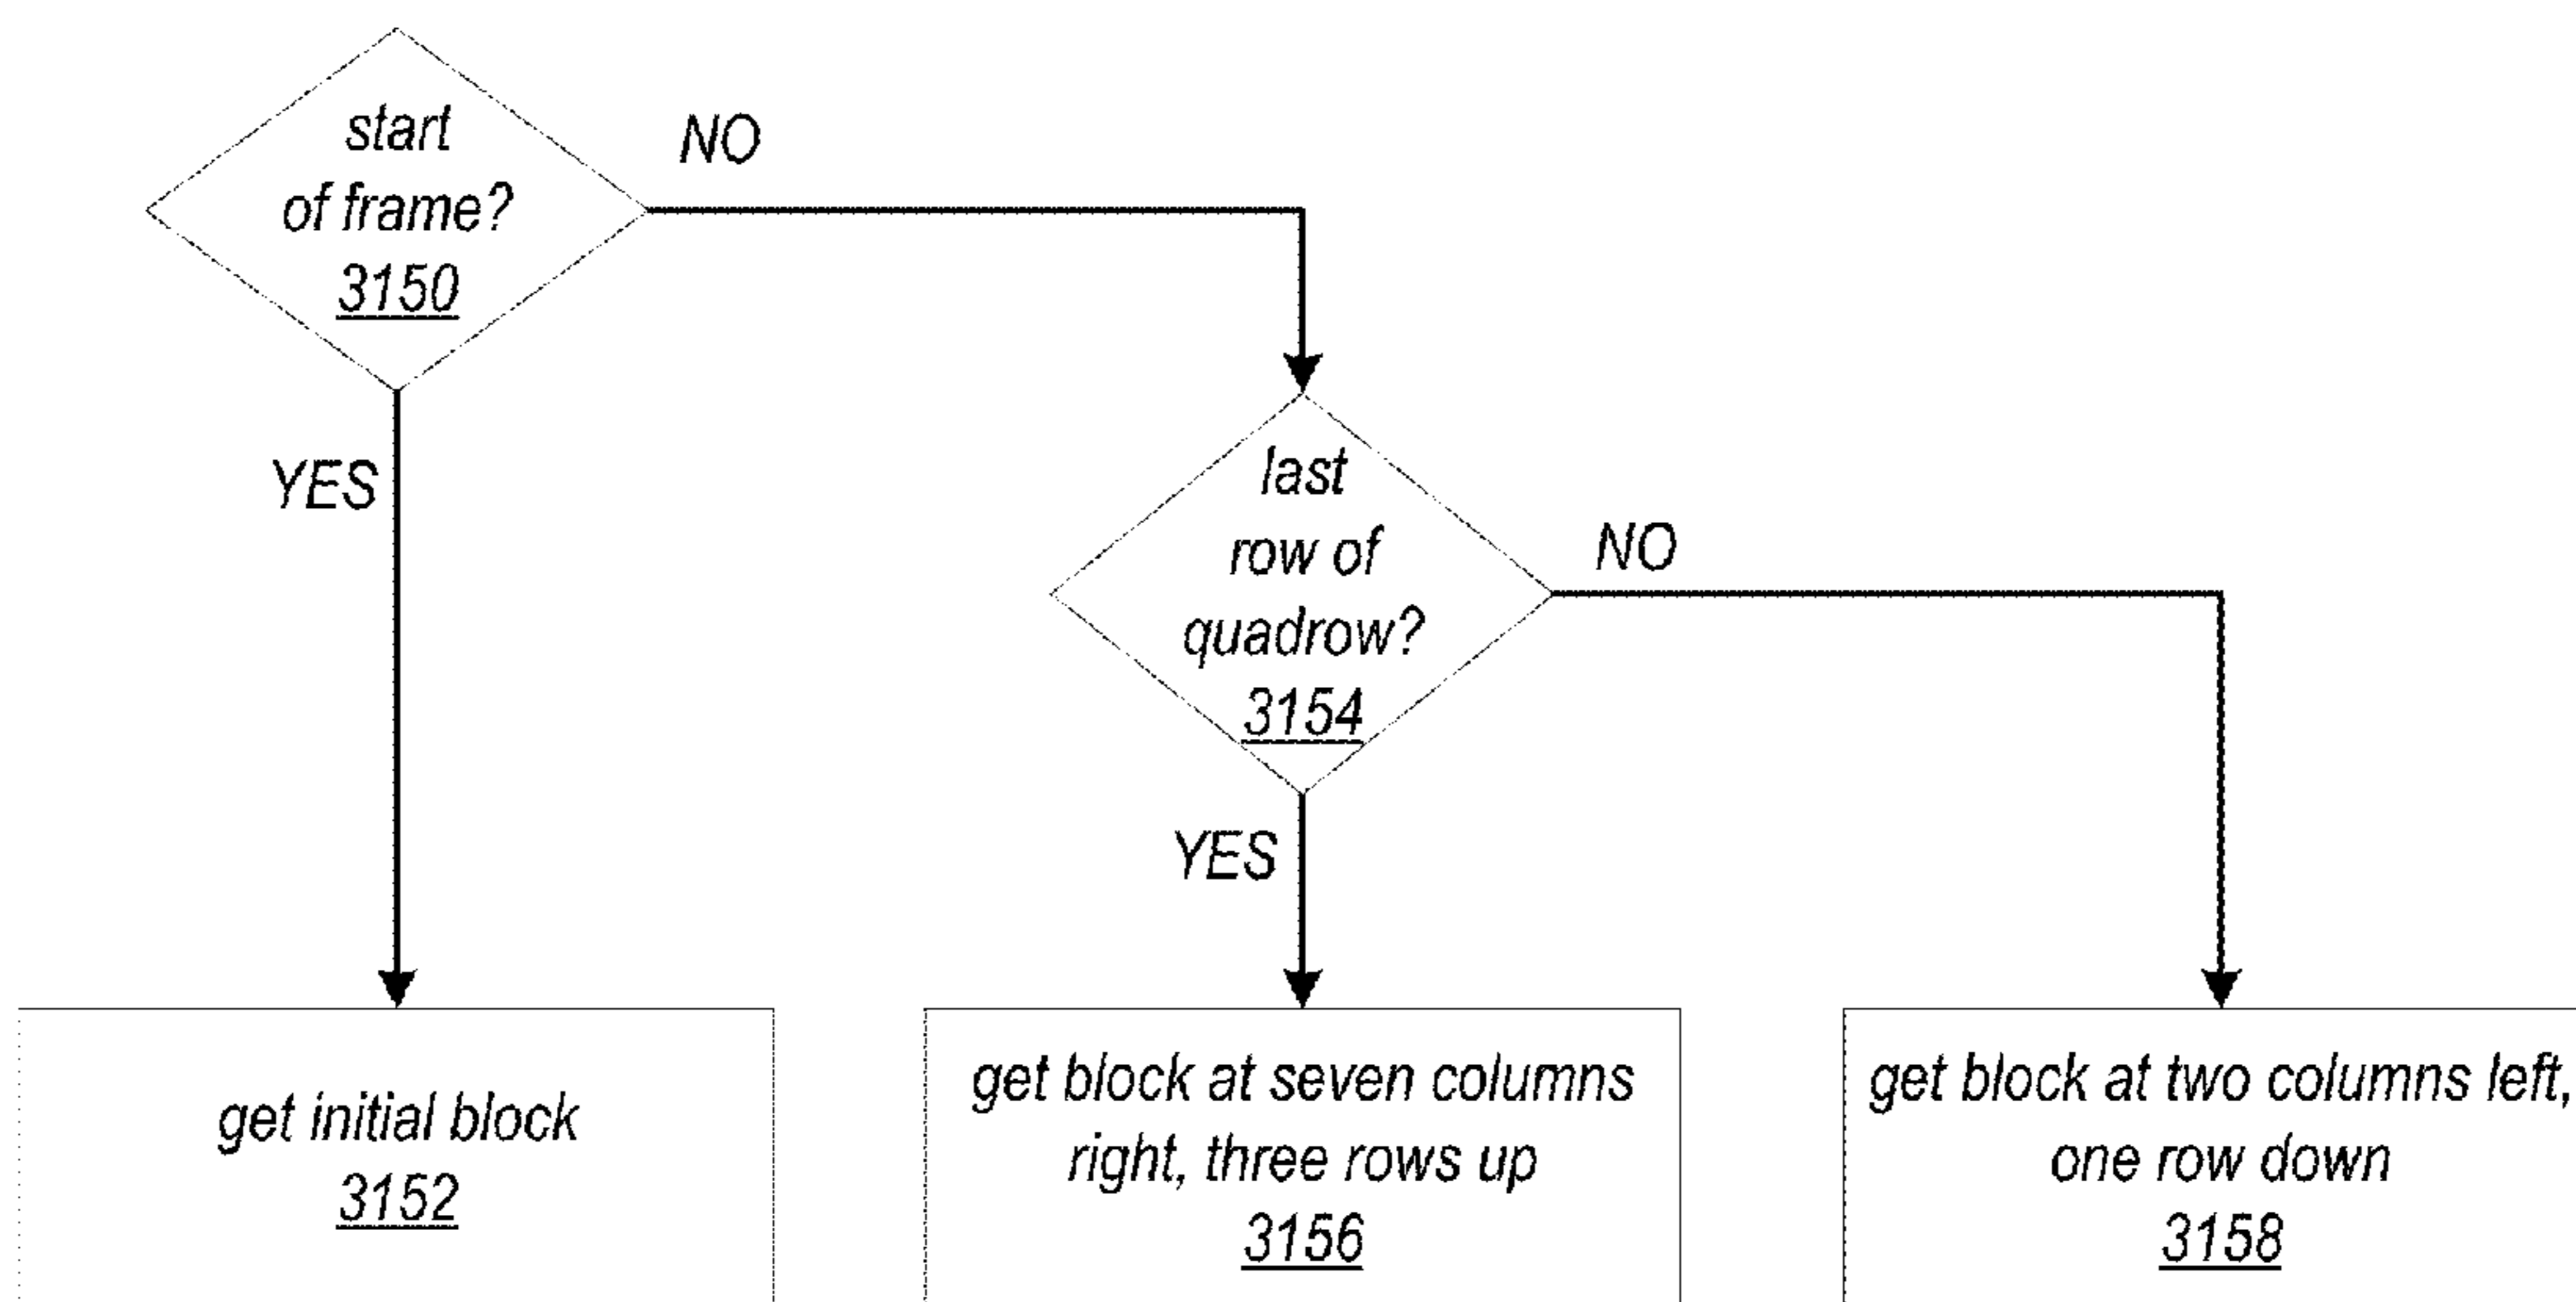 start
of frame?
3150
NO
YES
last
row of
quadrow?
3154
NO
YES
get initial block
3152
get block at seven columns
right, three rows up
3156
get block at two columns left,
one row down
3158